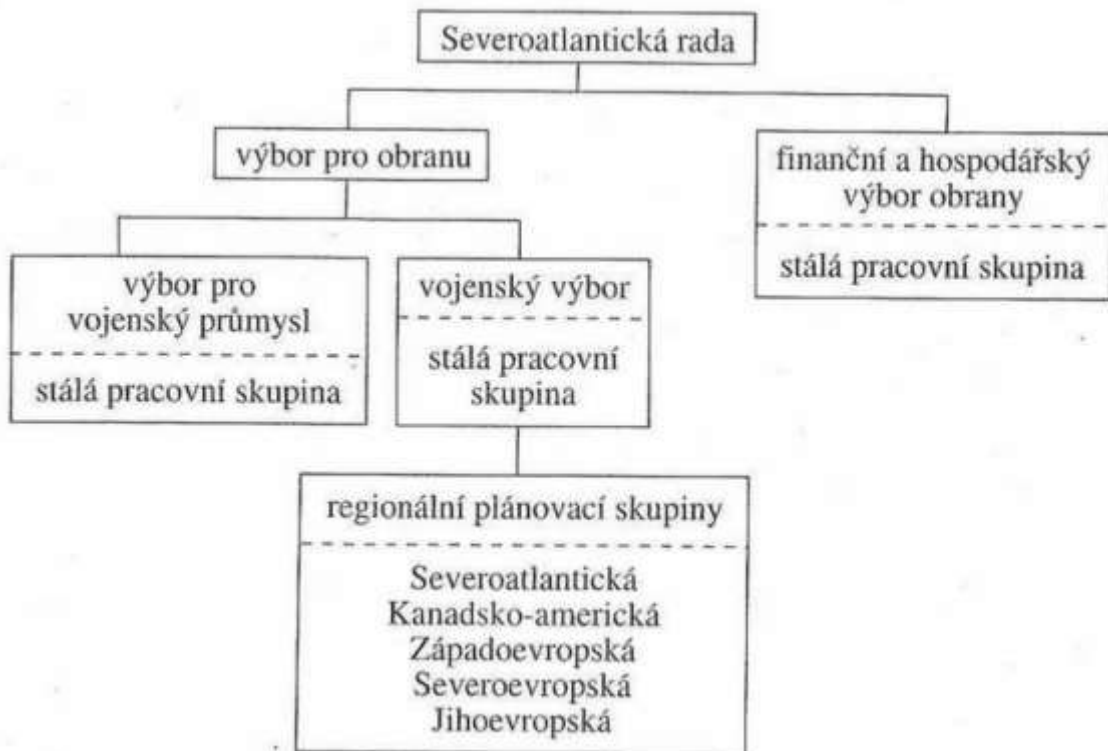 Severoatlantická rada
výbor pro obranu
finanční a hospodářský
výbor obrany
stálá pracovní skupina
výbor pro
vojenský průmysl
stálá pracovní skupina
vojenský výbor
stálá pracovní
skupina
regionální plánovací skupiny
Severoatlantická
Kanadsko-americká
Západoevropská
Severoevropská
Jihoevropská